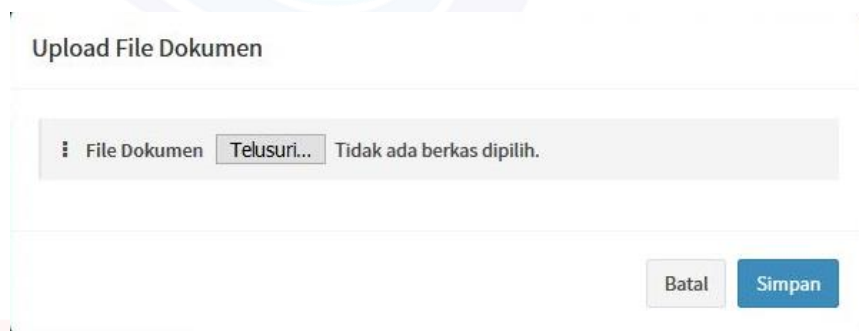 Upload File Dokumen
File Dokumen Telusuri... Tidak ada berkas dipilih.
Batal Simpan